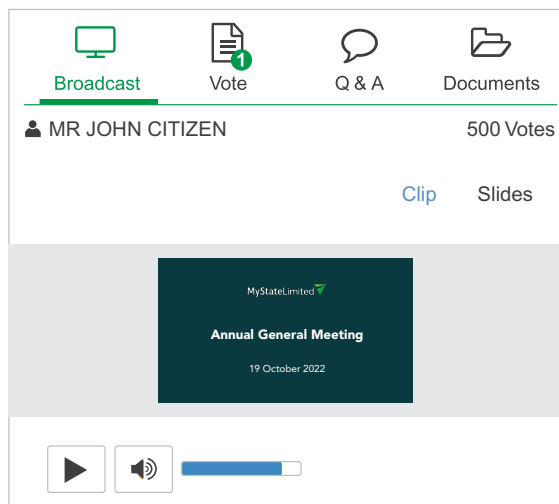 1
Broadcast Vote Q & A Documents
MR JOHN CITIZEN 500 Votes
Clip Slides
MyStateLimited
Annual General Meeting
19 October 2022